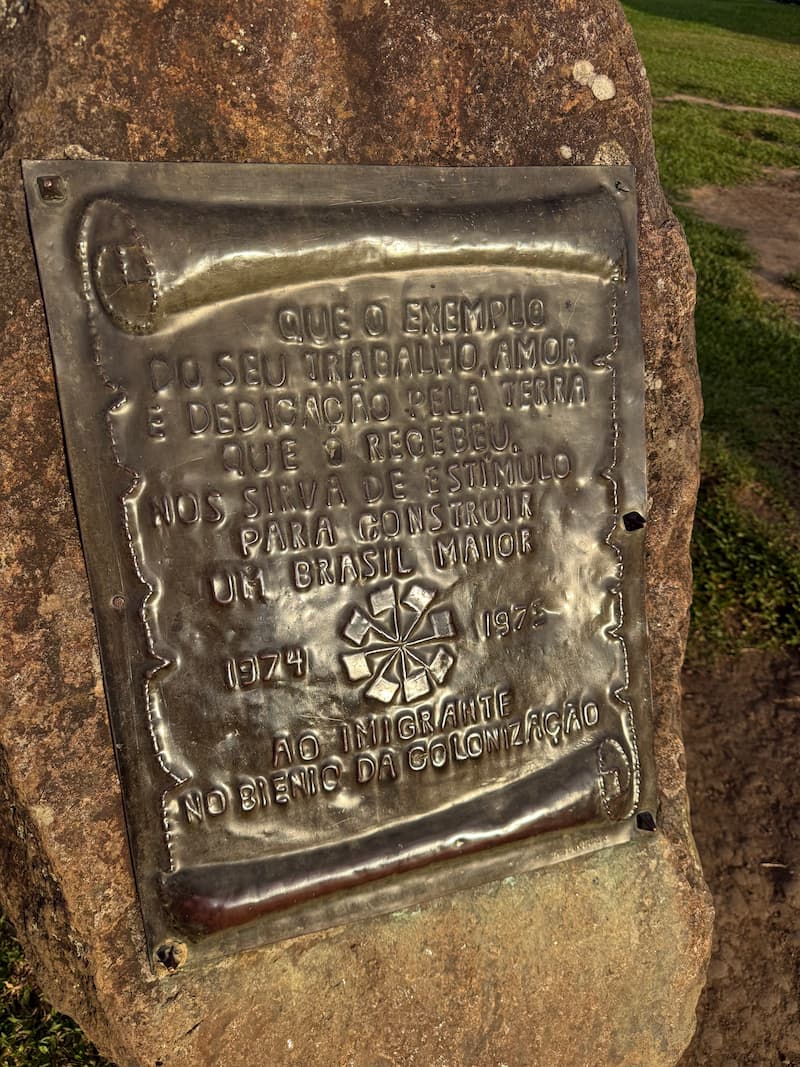 QUE O EXEMPLO
DO SEU TRABALHO, AMOR
E DEDICAÇÃO PELA TERRA
QUE O RECEBEU,
NOS SIRVA DE ESTÍMULO
PARA CONSTRUIR
UM BRASIL MAIOR
1974 1975
AO IMIGRANTE
NO BIENIO DA COLONIZAÇÃO